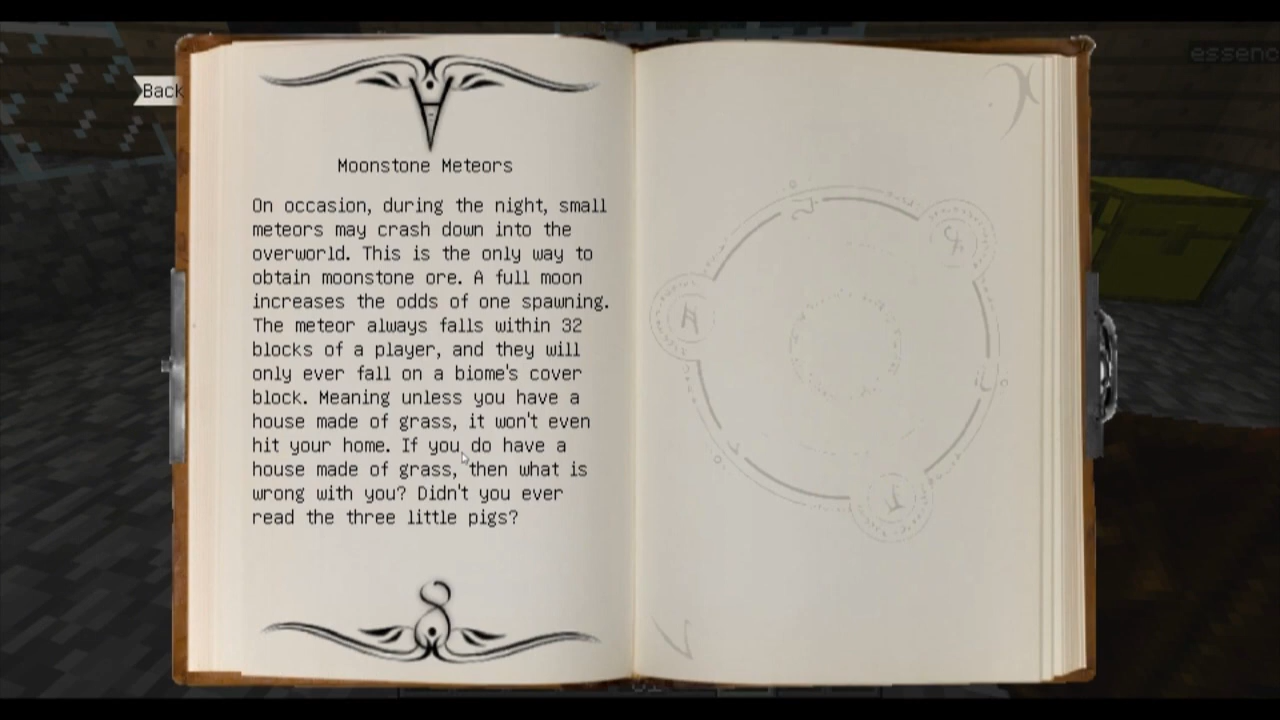 essenc
Back
Moonstone Meteors
On occasion, during the night, small
meteors may crash down into the
overworld. This is the only way to
obtain moonstone ore. A full moon
increases the odds of one spawning.
The meteor always falls within 32
blocks of a player, and they will
only ever fall on a biome's cover
block. Meaning unless you have a
house made of grass, it won't even
hit your home. If you do have a
house made of grass, then what is
wrong with you? Didn't you ever
read the three little pigs?